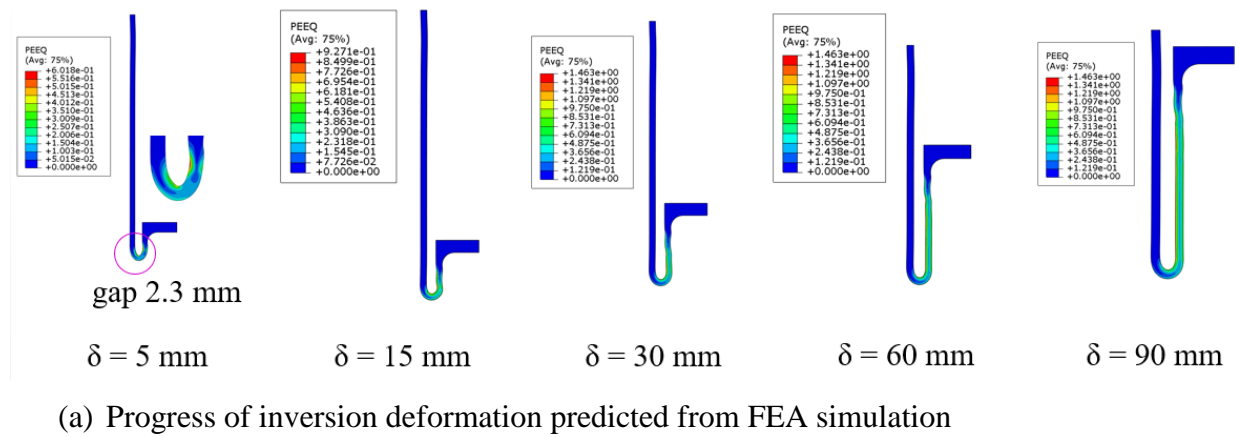 PEEQ
(Avg: 75%)
+6.018e-01
+5.516e-01
+5.015e-01
+4.513e-01
+4.012e-01
+3.510e-01
+3.009e-01
+2.507e-01
+2.006e-01
+1.504e-01
+1.003e-01
+5.015e-02
+0.000e+00
gap 2.3 mm
δ = 5 mm
PEEQ
(Avg: 75%)
+9.271e-01
+8.499e-01
+7.726e-01
+6.954e-01
+6.181e-01
+5.408e-01
+4.636e-01
+3.863e-01
+3.090e-01
+2.318e-01
+1.545e-01
+7.726e-02
+0.000e+00
δ = 15 mm
PEEQ
(Avg: 75%)
+1.463e+00
+1.341e+00
+1.219e+00
+1.097e+00
+9.750e-01
+8.531e-01
+7.313e-01
+6.094e-01
+4.875e-01
+3.656e-01
+2.438e-01
+1.219e-01
+0.000e+00
δ = 30 mm
PEEQ
(Avg: 75%)
+1.463e+00
+1.341e+00
+1.219e+00
+1.097e+00
+9.750e-01
+8.531e-01
+7.313e-01
+6.094e-01
+4.875e-01
+3.656e-01
+2.438e-01
+1.219e-01
+0.000e+00
δ = 60 mm
PEEQ
(Avg: 75%)
+1.463e+00
+1.341e+00
+1.219e+00
+1.097e+00
+9.750e-01
+8.531e-01
+7.313e-01
+6.094e-01
+4.875e-01
+3.656e-01
+2.438e-01
+1.219e-01
+0.000e+00
δ = 90 mm
(a) Progress of inversion deformation predicted from FEA simulation